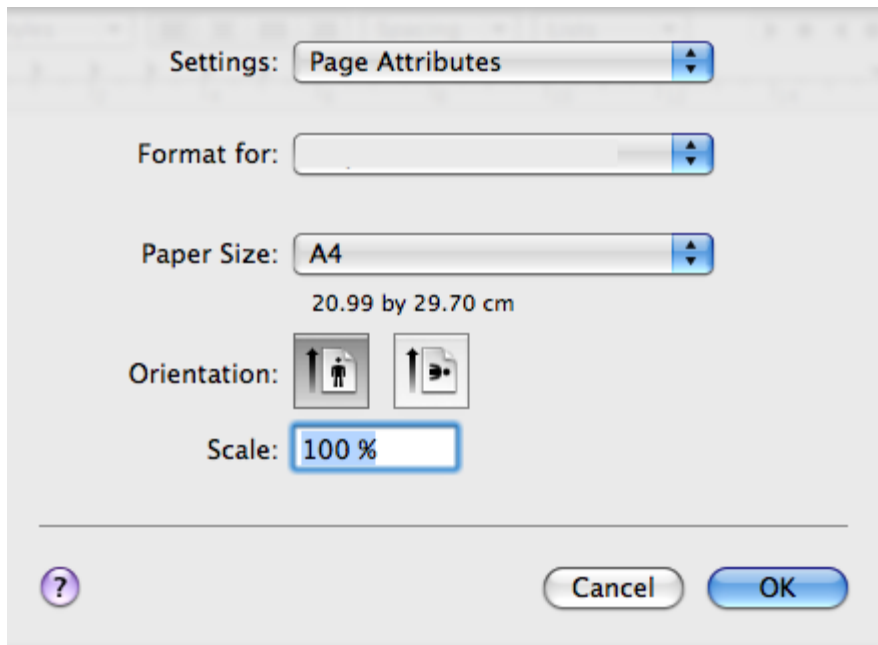 Settings: Page Attributes
Format for:
Paper Size: A4
20.99 by 29.70 cm
Orientation:
Scale: 100 %
? Cancel OK